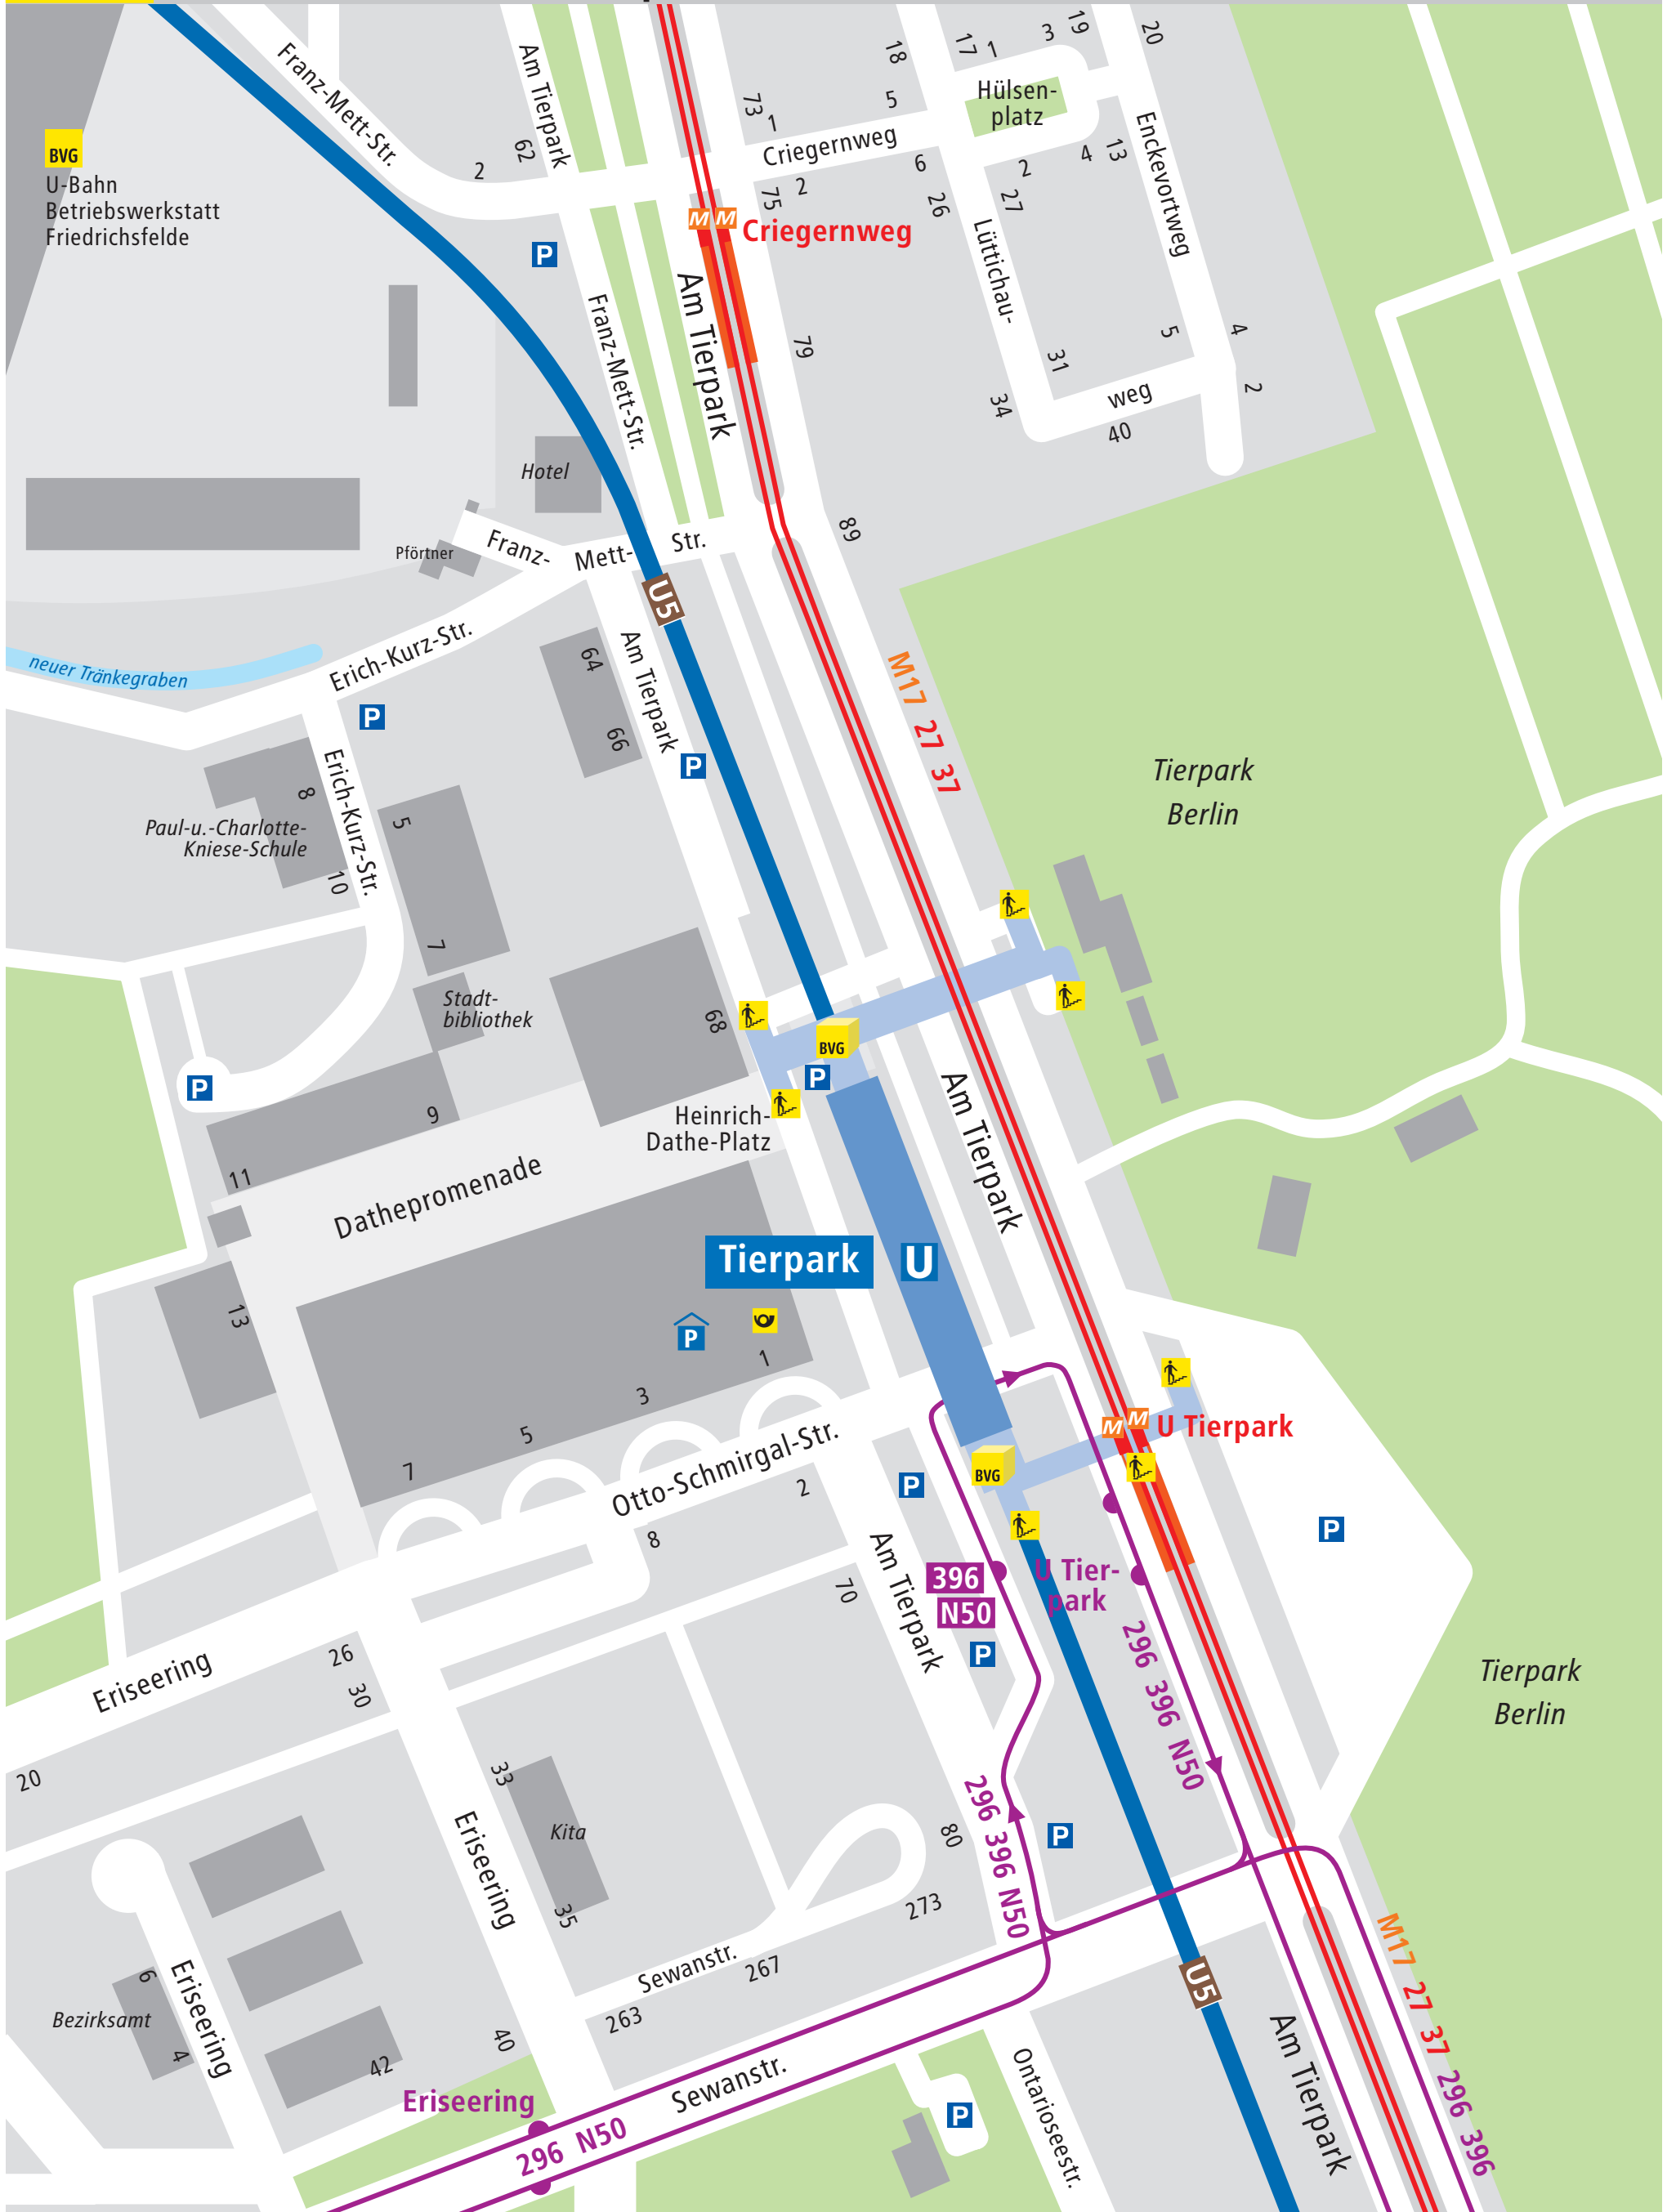 Franz-Mett-Str.
Am Tierpark
62
2
73
1
Criegernweg
2
75
5
6
18
17
1
3
19
20
Hülsen-
platz
Enckevortweg
2
4
13
26
27
Lüttichau-
weg
31
34
40
5
4
2
BVG
U-Bahn
Betriebswerkstatt
Friedrichsfelde
P
M M
Criegernweg
Franz-Mett-Str.
Am Tierpark
79
89
Hotel
Pförtner
Franz-
Mett-
Str.
U5
neuer Tränkegraben
Erich-Kurz-Str.
P
64
66
Am Tierpark
P
M17 27 37
Tierpark
Berlin
Erich-Kurz-Str.
8
10
Paul-u.-Charlotte-
Kniese-Schule
5
7
Stadt-
bibliothek
68
BVG
P
P
9
11
Heinrich-
Dathe-Platz
Dathepromenade
Am Tierpark
13
Tierpark
U
P
1
3
5
7
Otto-Schmirgal-Str.
2
8
M M
U Tierpark
BVG
P
P
396
N50
U Tier-
park
P
Am Tierpark
70
296 396 N50
Tierpark
Berlin
Eriseering
26
30
20
33
35
Kita
Eriseering
80
296 396 N50
P
273
267
263
Sewanstr.
U5
M17 27 37 296 396
Am Tierpark
Bezirksamt
6
4
Eriseering
42
40
Eriseering
296 N50
Sewanstr.
P
Ontarioseestr.